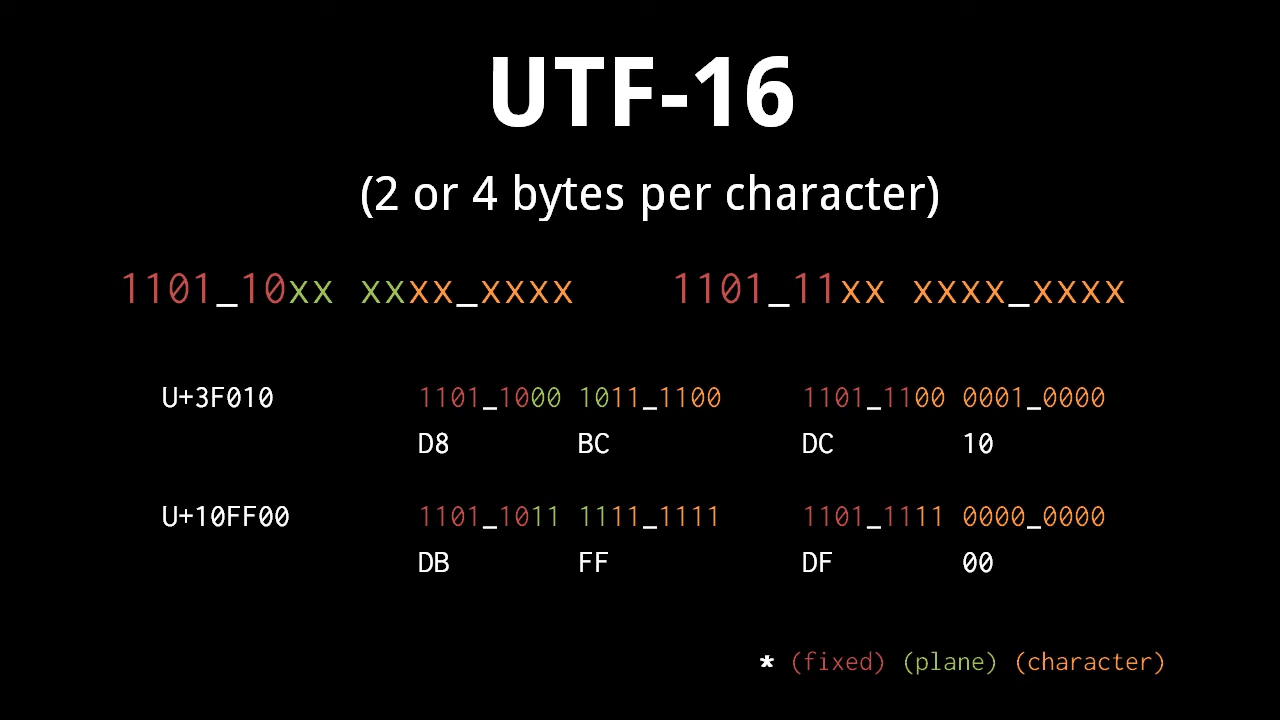 UTF-16
(2 or 4 bytes per character)
1101_10xx xxxx_xxxx 1101_11xx xxxx_xxxx
U+3F010 1101_1000 1011_1100 1101_1100 0001_0000
D8 BC DC 10
U+10FF00 1101_1011 1111_1111 1101_1111 0000_0000
DB FF DF 00
* (fixed) (plane) (character)